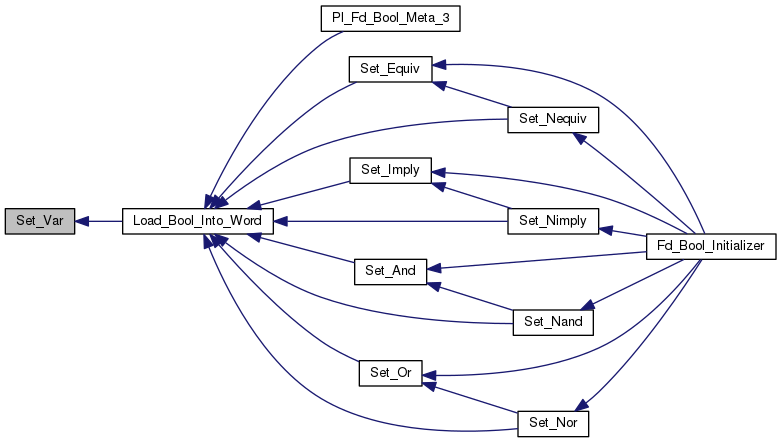 Pl_Fd_Bool_Meta_3
Set_Equiv
Set_Nequiv
Set_Imply
Set_Var
Load_Bool_Into_Word
Set_Nimply
Fd_Bool_Initializer
Set_And
Set_Nand
Set_Or
Set_Nor